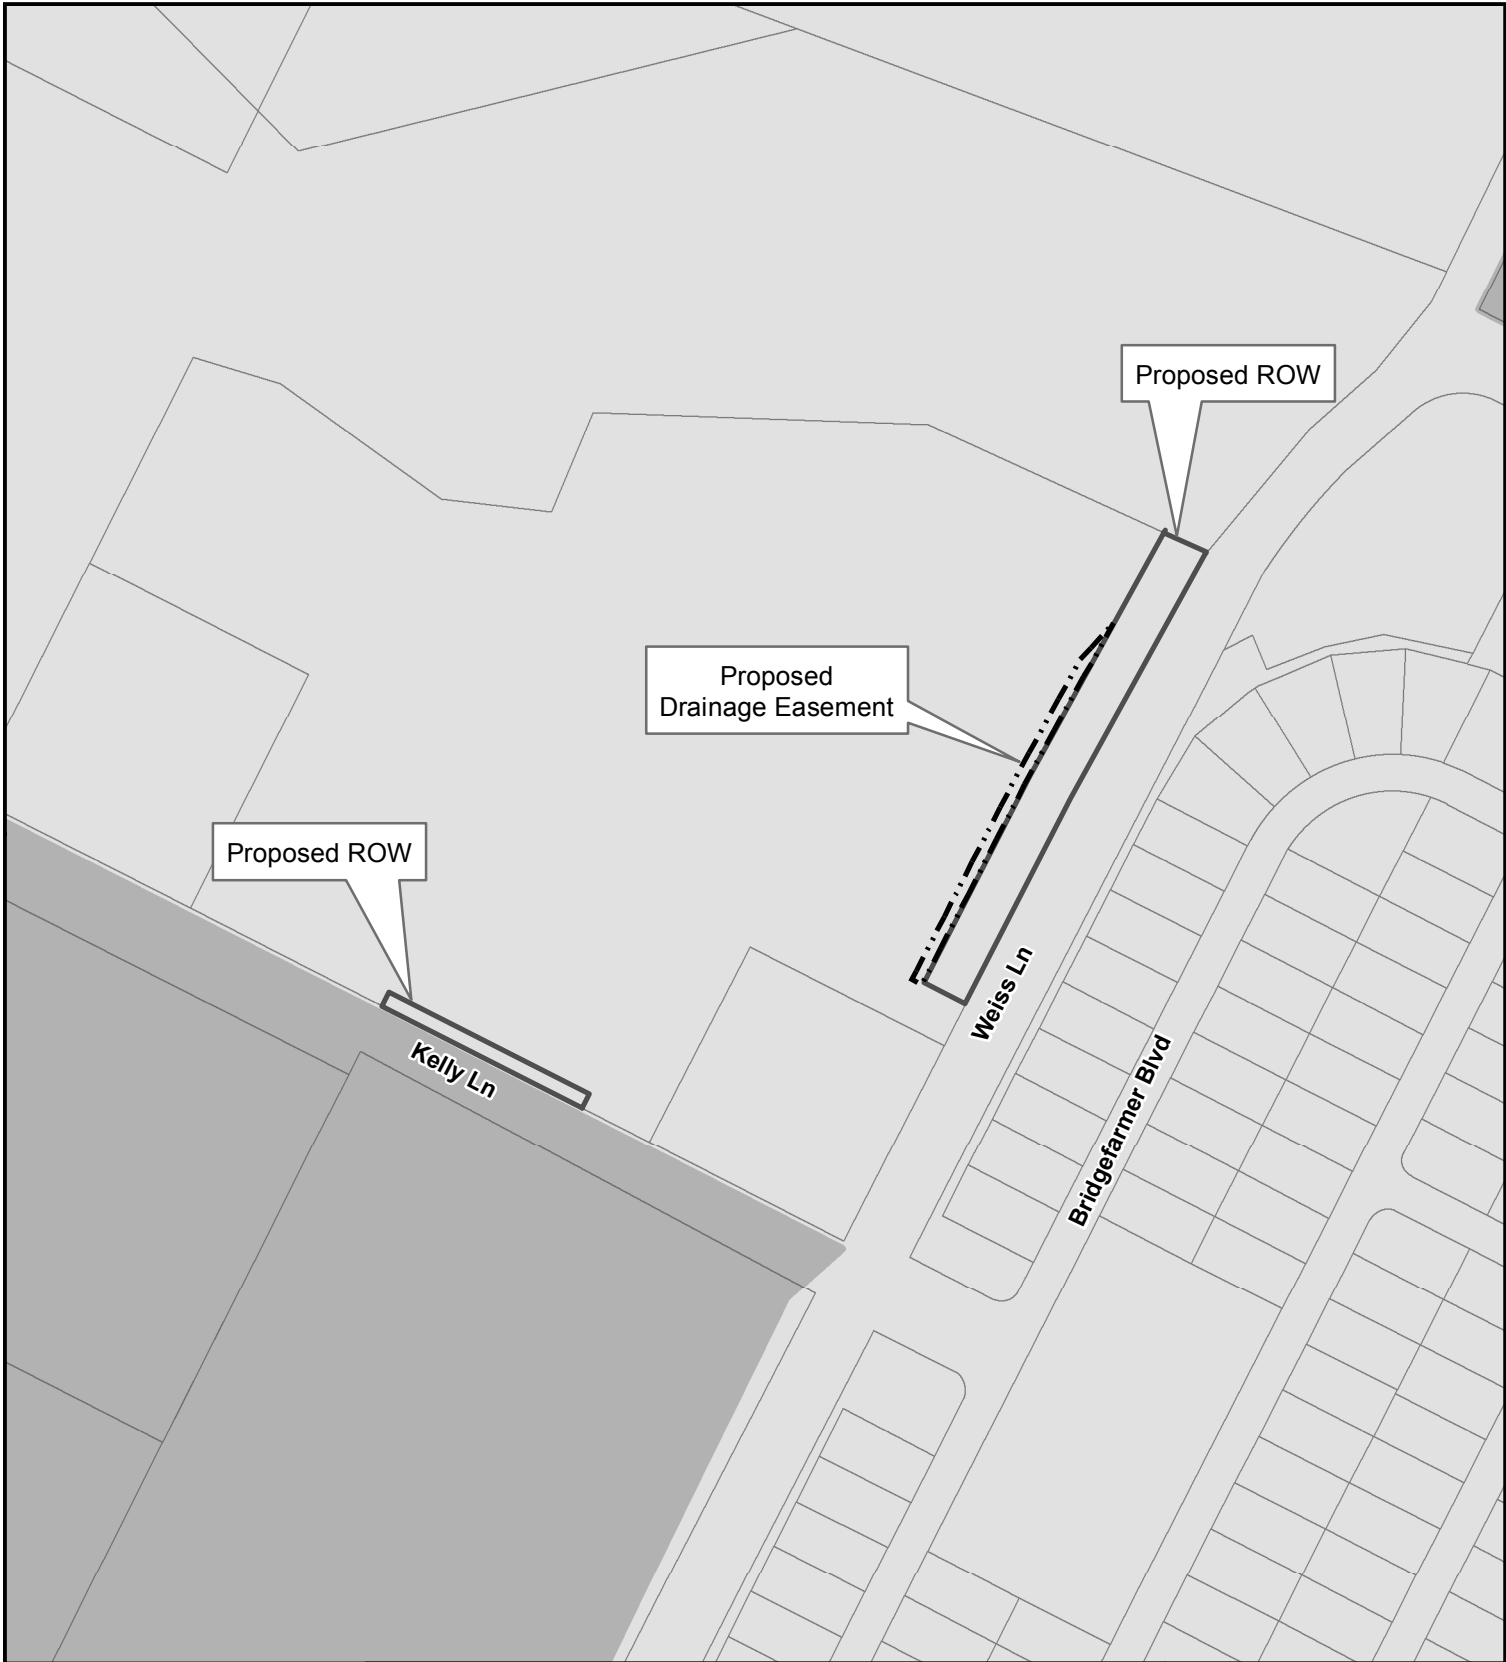 Proposed ROW
Proposed
Drainage Easement
Proposed ROW
Weiss Ln
Kelly Ln
Bridgefarmer Blvd